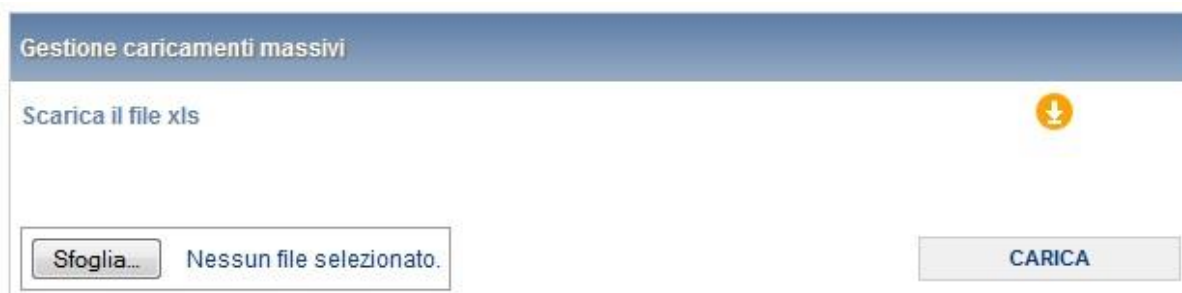 Gestione caricamenti massivi
Scarica il file xls
Sfoglia... Nessun file selezionato.
CARICA